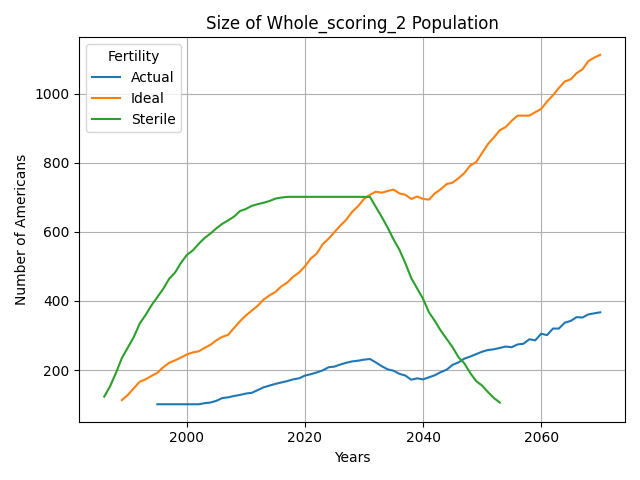 Size of Whole_scoring_2 Population
Fertility
Actual
Ideal
Sterile
Number of Americans
1000
800
600
400
200
2000
2020
2040
2060
Years